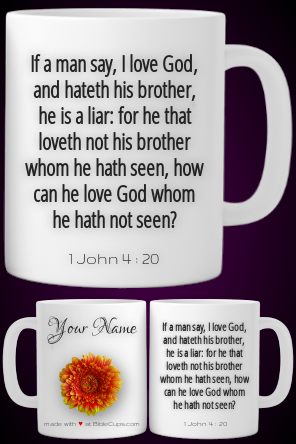 If a man say, I love God,
and hateth his brother,
he is a liar: for he that
loveth not his brother
whom he hath seen, how
can he love God whom
he hath not seen?
1 John 4 : 20
Your Name
made with ♥ at BibleCups.com
If a man say, I love God,
and hateth his brother,
he is a liar: for he that
loveth not his brother
whom he hath seen, how
can he love God whom
he hath not seen?
1 John 4 : 20